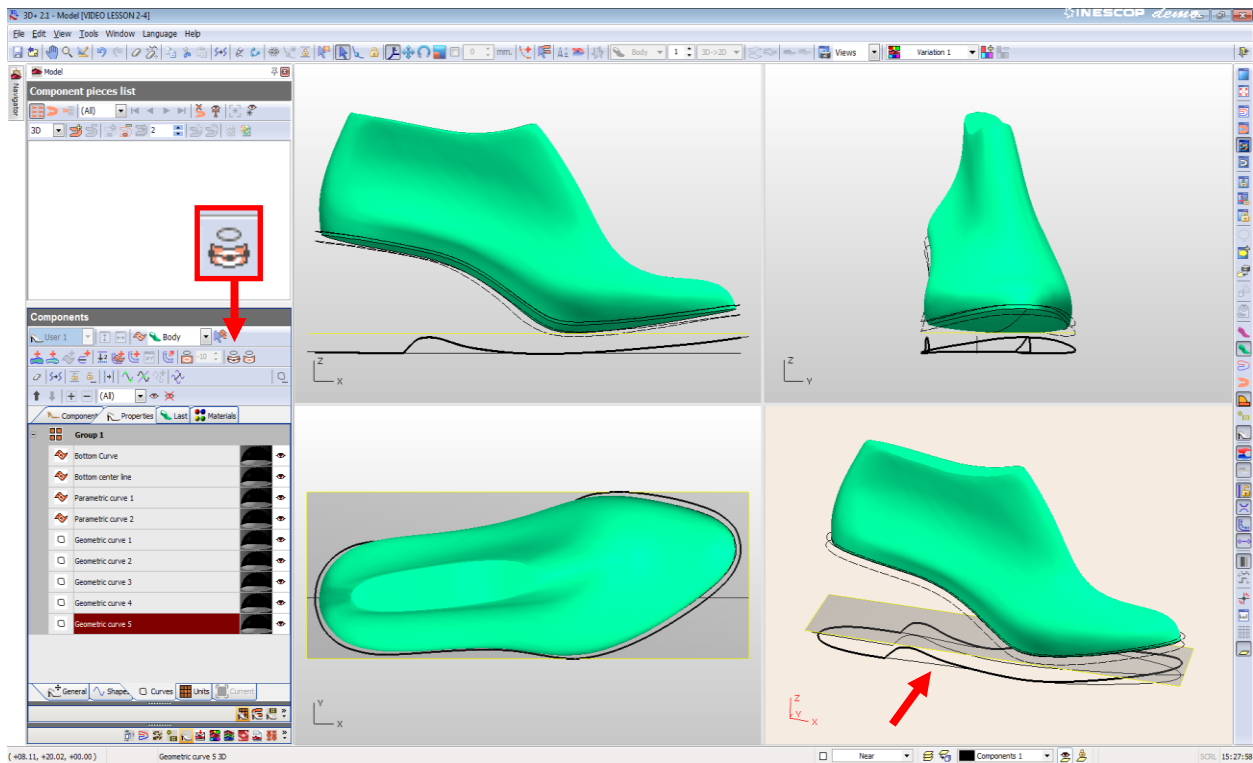 3D+ 2.1 - Model [VIDEO LESSON 2-4]
INESCOP demo
File Edit View Tools Window Language Help
0 mm. Body 1 3D->2D Views Variation 1
Navigator
Model
Component pieces list
(All)
3D 2
Components
User 1 Body
-10
(All)
Component Properties Last Materials
Group 1
Bottom Curve
Bottom center line
Parametric curve 1
Parametric curve 2
Geometric curve 1
Geometric curve 2
Geometric curve 3
Geometric curve 4
Geometric curve 5
General Shape. Curves Units Current
Z
X
Z
Y
Y
X
Z
Y
X
( +08.11, +20.02, +00.00 ) Geometric curve 5 3D Near Components 1 SCRL 15:27:58